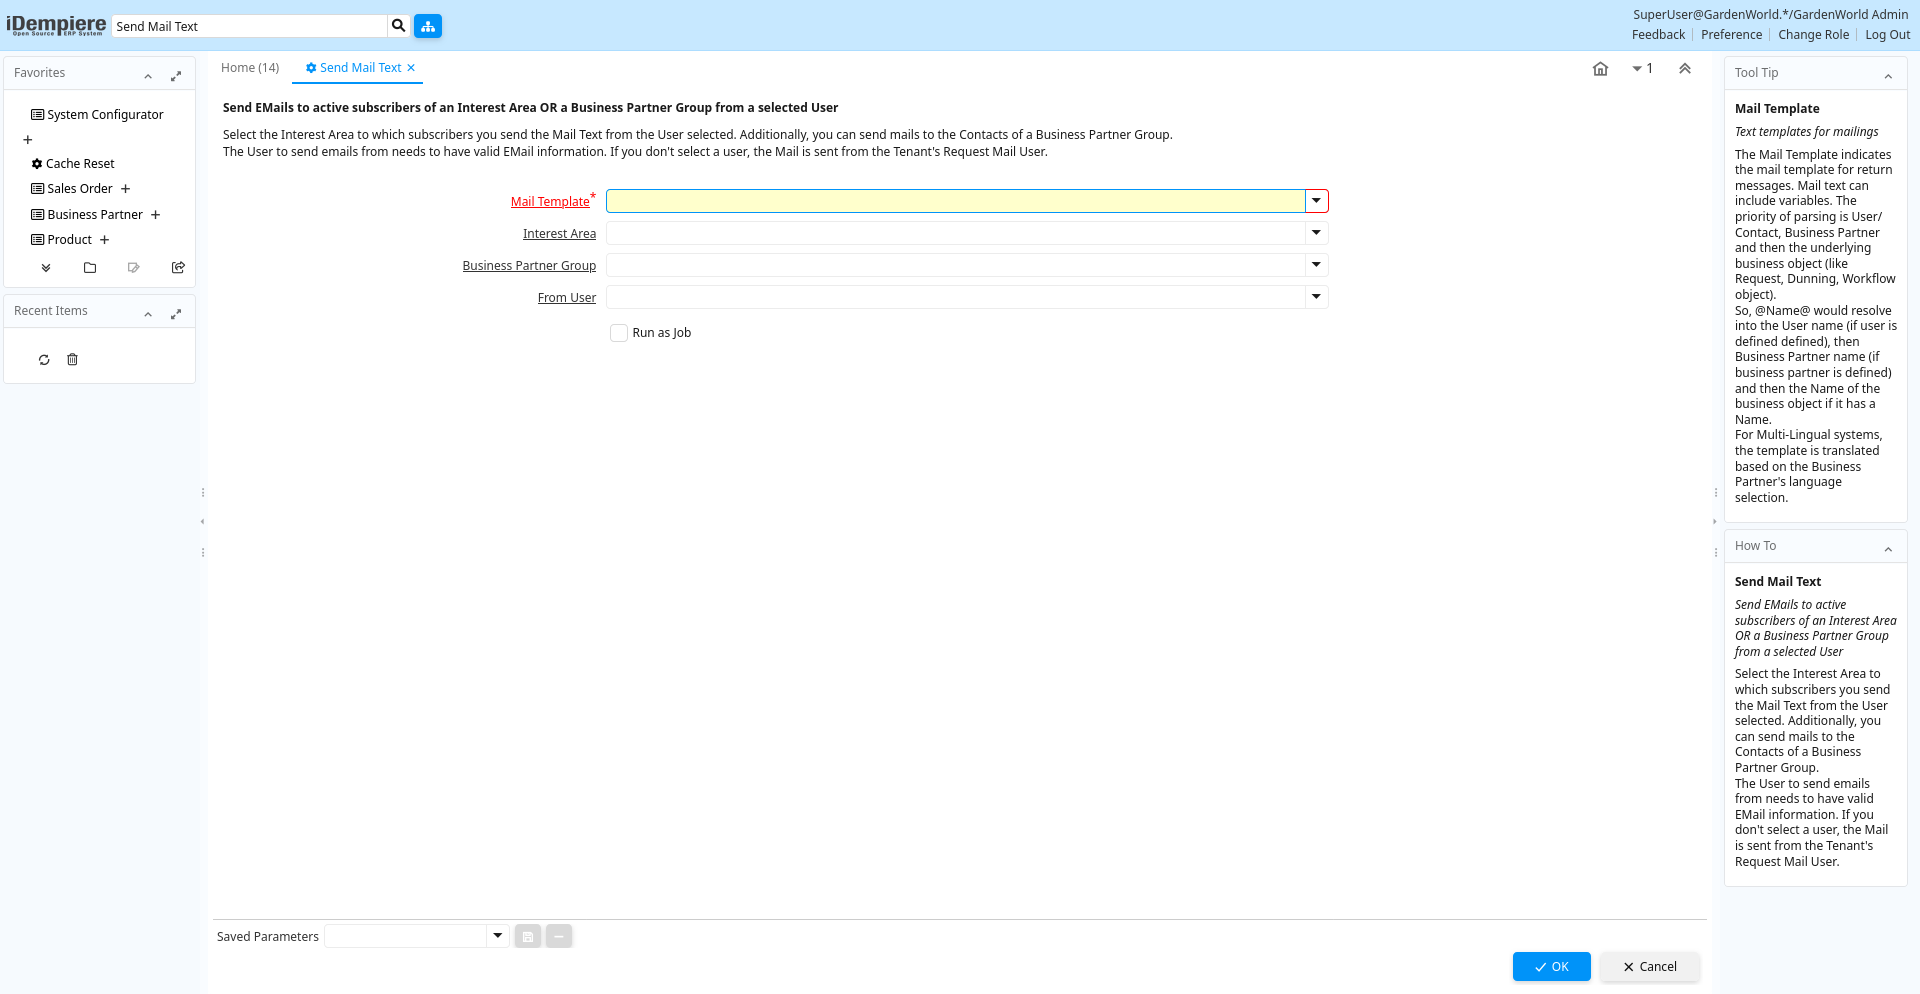 iDempiere
Open Source ERP System
Send Mail Text
SuperUser@GardenWorld.*/GardenWorld Admin
Feedback
Preference
Change Role
Log Out
Favorites
System Configurator
Cache Reset
Sales Order
Business Partner
Product
Recent Items
Home (14)
Send Mail Text
1
Send EMails to active subscribers of an Interest Area OR a Business Partner Group from a selected User
Select the Interest Area to which subscribers you send the Mail Text from the User selected. Additionally, you can send mails to the Contacts of a Business Partner Group.
The User to send emails from needs to have valid EMail information. If you don't select a user, the Mail is sent from the Tenant's Request Mail User.
Mail Template*
Interest Area
Business Partner Group
From User
Run as Job
Saved Parameters
OK
Cancel
Tool Tip
Mail Template
Text templates for mailings
The Mail Template indicates
the mail template for return
messages. Mail text can
include variables. The
priority of parsing is User/
Contact, Business Partner
and then the underlying
business object (like
Request, Dunning, Workflow
object).
So, @Name@ would resolve
into the User name (if user is
defined defined), then
Business Partner name (if
business partner is defined)
and then the Name of the
business object if it has a
Name.
For Multi-Lingual systems,
the template is translated
based on the Business
Partner's language
selection.
How To
Send Mail Text
Send EMails to active
subscribers of an Interest Area
OR a Business Partner Group
from a selected User
Select the Interest Area to
which subscribers you send
the Mail Text from the User
selected. Additionally, you
can send mails to the
Contacts of a Business
Partner Group.
The User to send emails
from needs to have valid
EMail information. If you
don't select a user, the Mail
is sent from the Tenant's
Request Mail User.